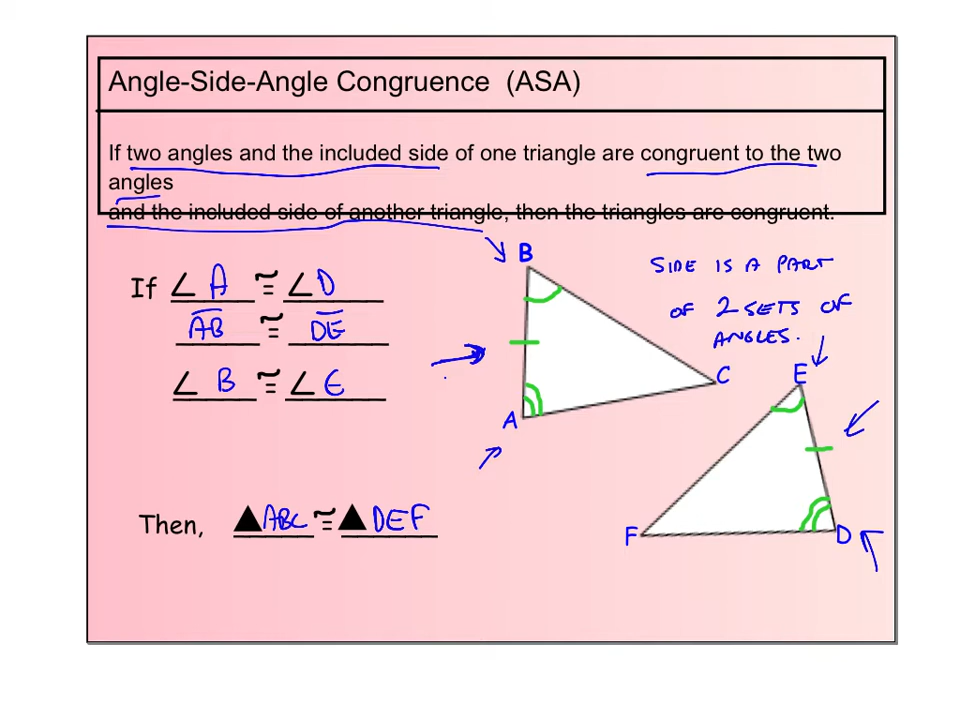 Angle-Side-Angle Congruence (ASA)
If two angles and the included side of one triangle are congruent to the two
angles
and the included side of another triangle, then the triangles are congruent.
If ∠ A ≅ ∠ D
AB ≅ DE
∠ B ≅ ∠ E
Then, ▲ABC ≅ ▲DEF
SIDE IS A PART
OF 2 SETS OF
ANGLES.
B
C
A
E
F
D